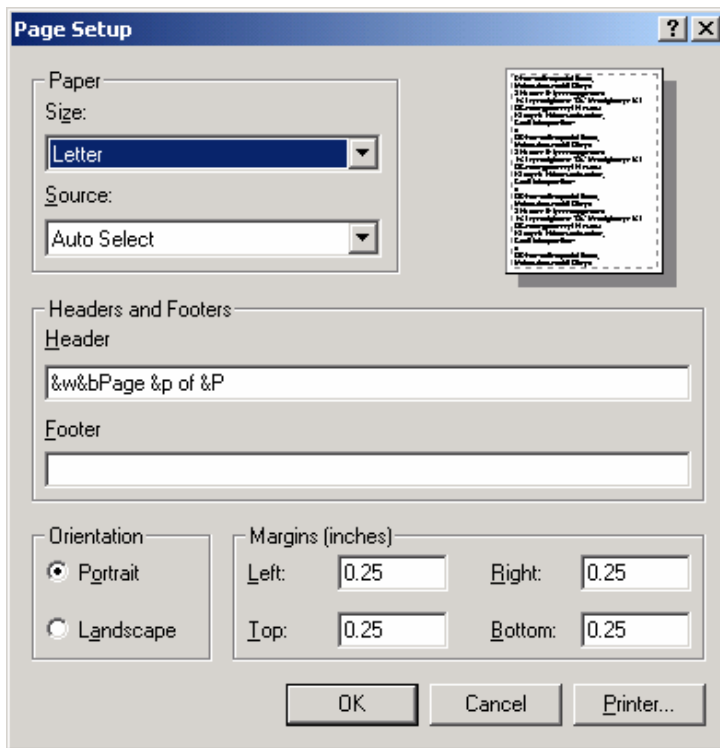 Page Setup
Paper
Size:
Letter
Source:
Auto Select
Headers and Footers
Header
&w&bPage &p of &P
Footer
Orientation
Portrait
Landscape
Margins (inches)
Left: 0.25 Right: 0.25
Top: 0.25 Bottom: 0.25
OK Cancel Printer...